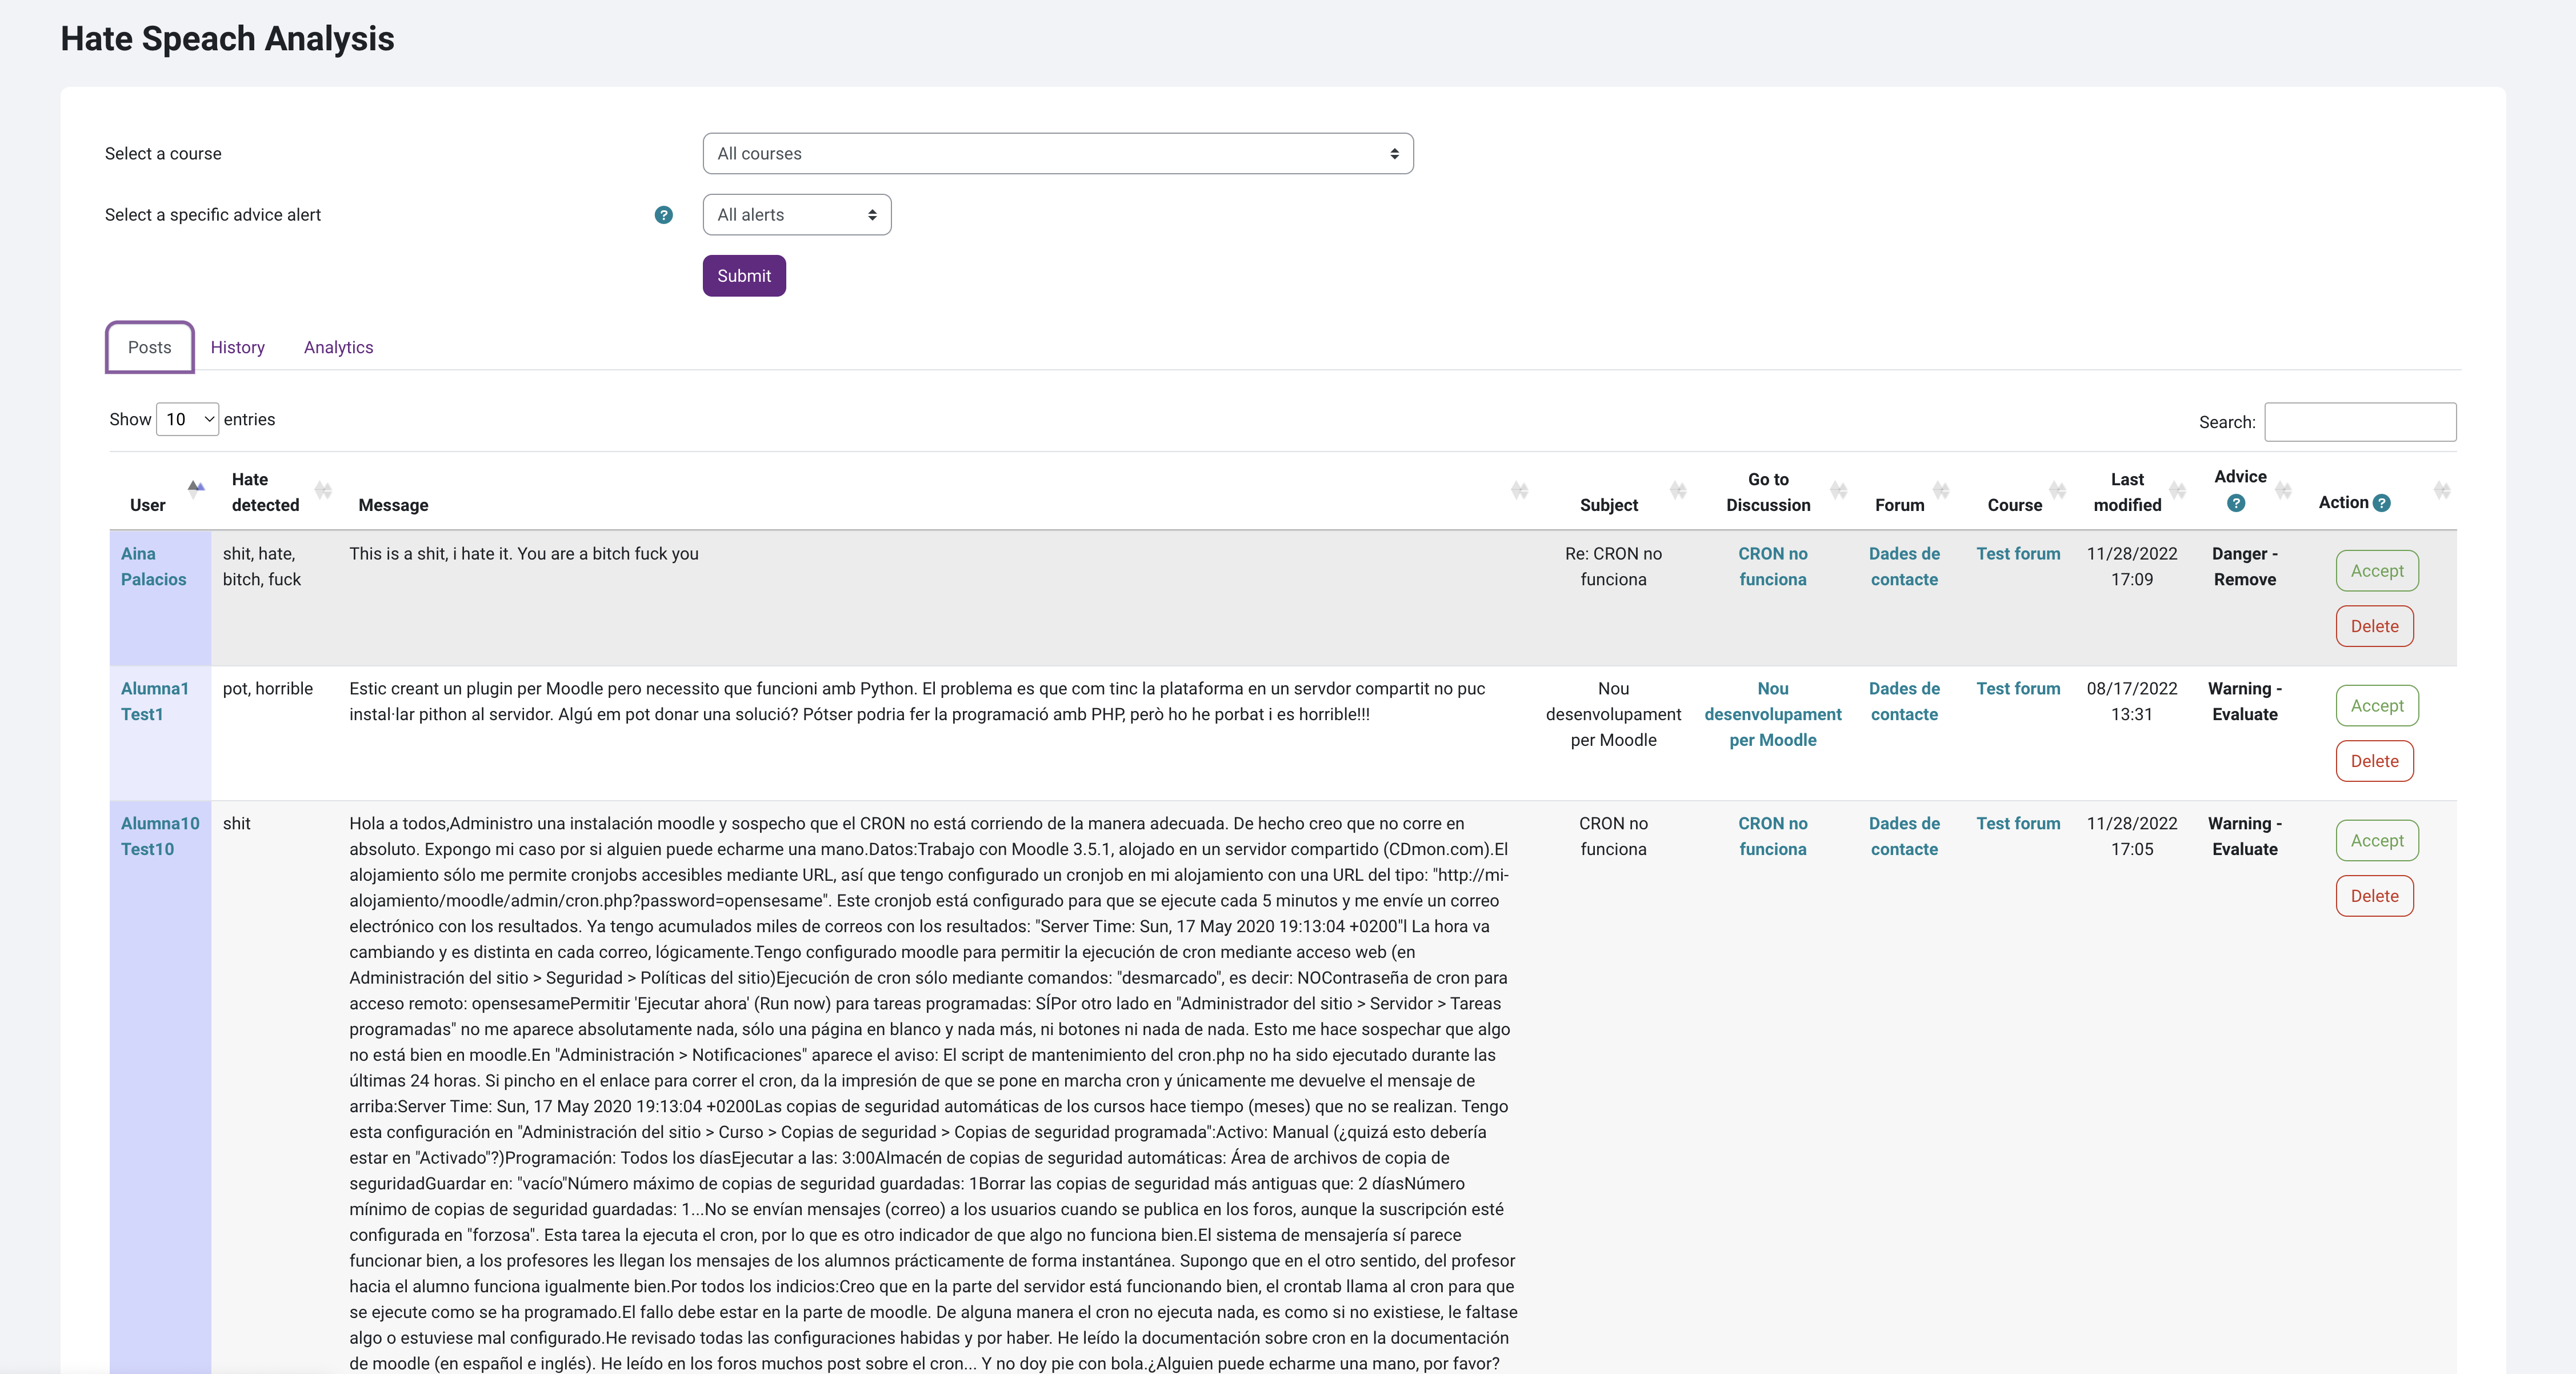 Hate Speach Analysis
Select a course
All courses
Select a specific advice alert
?
All alerts
Submit
Posts
History
Analytics
Show 10 entries
Search:
User
Hate
detected
Message
Subject
Go to
Discussion
Forum
Course
Last
modified
Advice
?
Action ?
Aina
Palacios
shit, hate,
bitch, fuck
This is a shit, i hate it. You are a bitch fuck you
Re: CRON no
funciona
CRON no
funciona
Dades de
contacte
Test forum
11/28/2022
17:09
Danger -
Remove
Accept
Delete
Alumna1
Test1
pot, horrible
Estic creant un plugin per Moodle pero necessito que funcioni amb Python. El problema es que com tinc la plataforma en un servdor compartit no puc
instal·lar pithon al servidor. Algú em pot donar una solució? Pótser podria fer la programació amb PHP, però ho he porbat i es horrible!!!
Nou
desenvolupament
per Moodle
Nou
desenvolupament
per Moodle
Dades de
contacte
Test forum
08/17/2022
13:31
Warning -
Evaluate
Accept
Delete
Alumna10
Test10
shit
Hola a todos,Administro una instalación moodle y sospecho que el CRON no está corriendo de la manera adecuada. De hecho creo que no corre en
absoluto. Expongo mi caso por si alguien puede echarme una mano.Datos:Trabajo con Moodle 3.5.1, alojado en un servidor compartido (CDmon.com).El
alojamiento sólo me permite cronjobs accesibles mediante URL, así que tengo configurado un cronjob en mi alojamiento con una URL del tipo: "http://mi-
alojamiento/moodle/admin/cron.php?password=opensesame". Este cronjob está configurado para que se ejecute cada 5 minutos y me envíe un correo
electrónico con los resultados. Ya tengo acumulados miles de correos con los resultados: "Server Time: Sun, 17 May 2020 19:13:04 +0200"l La hora va
cambiando y es distinta en cada correo, lógicamente.Tengo configurado moodle para permitir la ejecución de cron mediante acceso web (en
Administración del sitio > Seguridad > Políticas del sitio)Ejecución de cron sólo mediante comandos: "desmarcado", es decir: NOContraseña de cron para
acceso remoto: opensesamePermitir 'Ejecutar ahora' (Run now) para tareas programadas: SÍPor otro lado en "Administrador del sitio > Servidor > Tareas
programadas" no me aparece absolutamente nada, sólo una página en blanco y nada más, ni botones ni nada de nada. Esto me hace sospechar que algo
no está bien en moodle.En "Administración > Notificaciones" aparece el aviso: El script de mantenimiento del cron.php no ha sido ejecutado durante las
últimas 24 horas. Si pincho en el enlace para correr el cron, da la impresión de que se pone en marcha cron y únicamente me devuelve el mensaje de
arriba:Server Time: Sun, 17 May 2020 19:13:04 +0200Las copias de seguridad automáticas de los cursos hace tiempo (meses) que no se realizan. Tengo
esta configuración en "Administración del sitio > Curso > Copias de seguridad > Copias de seguridad programada":Activo: Manual (¿quizá esto debería
estar en "Activado"?)Programación: Todos los díasEjecutar a las: 3:00Almacén de copias de seguridad automáticas: Área de archivos de copia de
seguridadGuardar en: "vacío"Número máximo de copias de seguridad guardadas: 1Borrar las copias de seguridad más antiguas que: 2 díasNúmero
mínimo de copias de seguridad guardadas: 1...No se envían mensajes (correo) a los usuarios cuando se publica en los foros, aunque la suscripción esté
configurada en "forzosa". Esta tarea la ejecuta el cron, por lo que es otro indicador de que algo no funciona bien.El sistema de mensajería sí parece
funcionar bien, a los profesores les llegan los mensajes de los alumnos prácticamente de forma instantánea. Supongo que en el otro sentido, del profesor
hacia el alumno funciona igualmente bien.Por todos los indicios:Creo que en la parte del servidor está funcionando bien, el crontab llama al cron para que
se ejecute como se ha programado.El fallo debe estar en la parte de moodle. De alguna manera el cron no ejecuta nada, es como si no existiese, le faltase
algo o estuviese mal configurado.He revisado todas las configuraciones habidas y por haber. He leído la documentación sobre cron en la documentación
de moodle (en español e inglés). He leído en los foros muchos post sobre el cron... Y no doy pie con bola.¿Alguien puede echarme una mano, por favor?
CRON no
funciona
CRON no
funciona
Dades de
contacte
Test forum
11/28/2022
17:05
Warning -
Evaluate
Accept
Delete